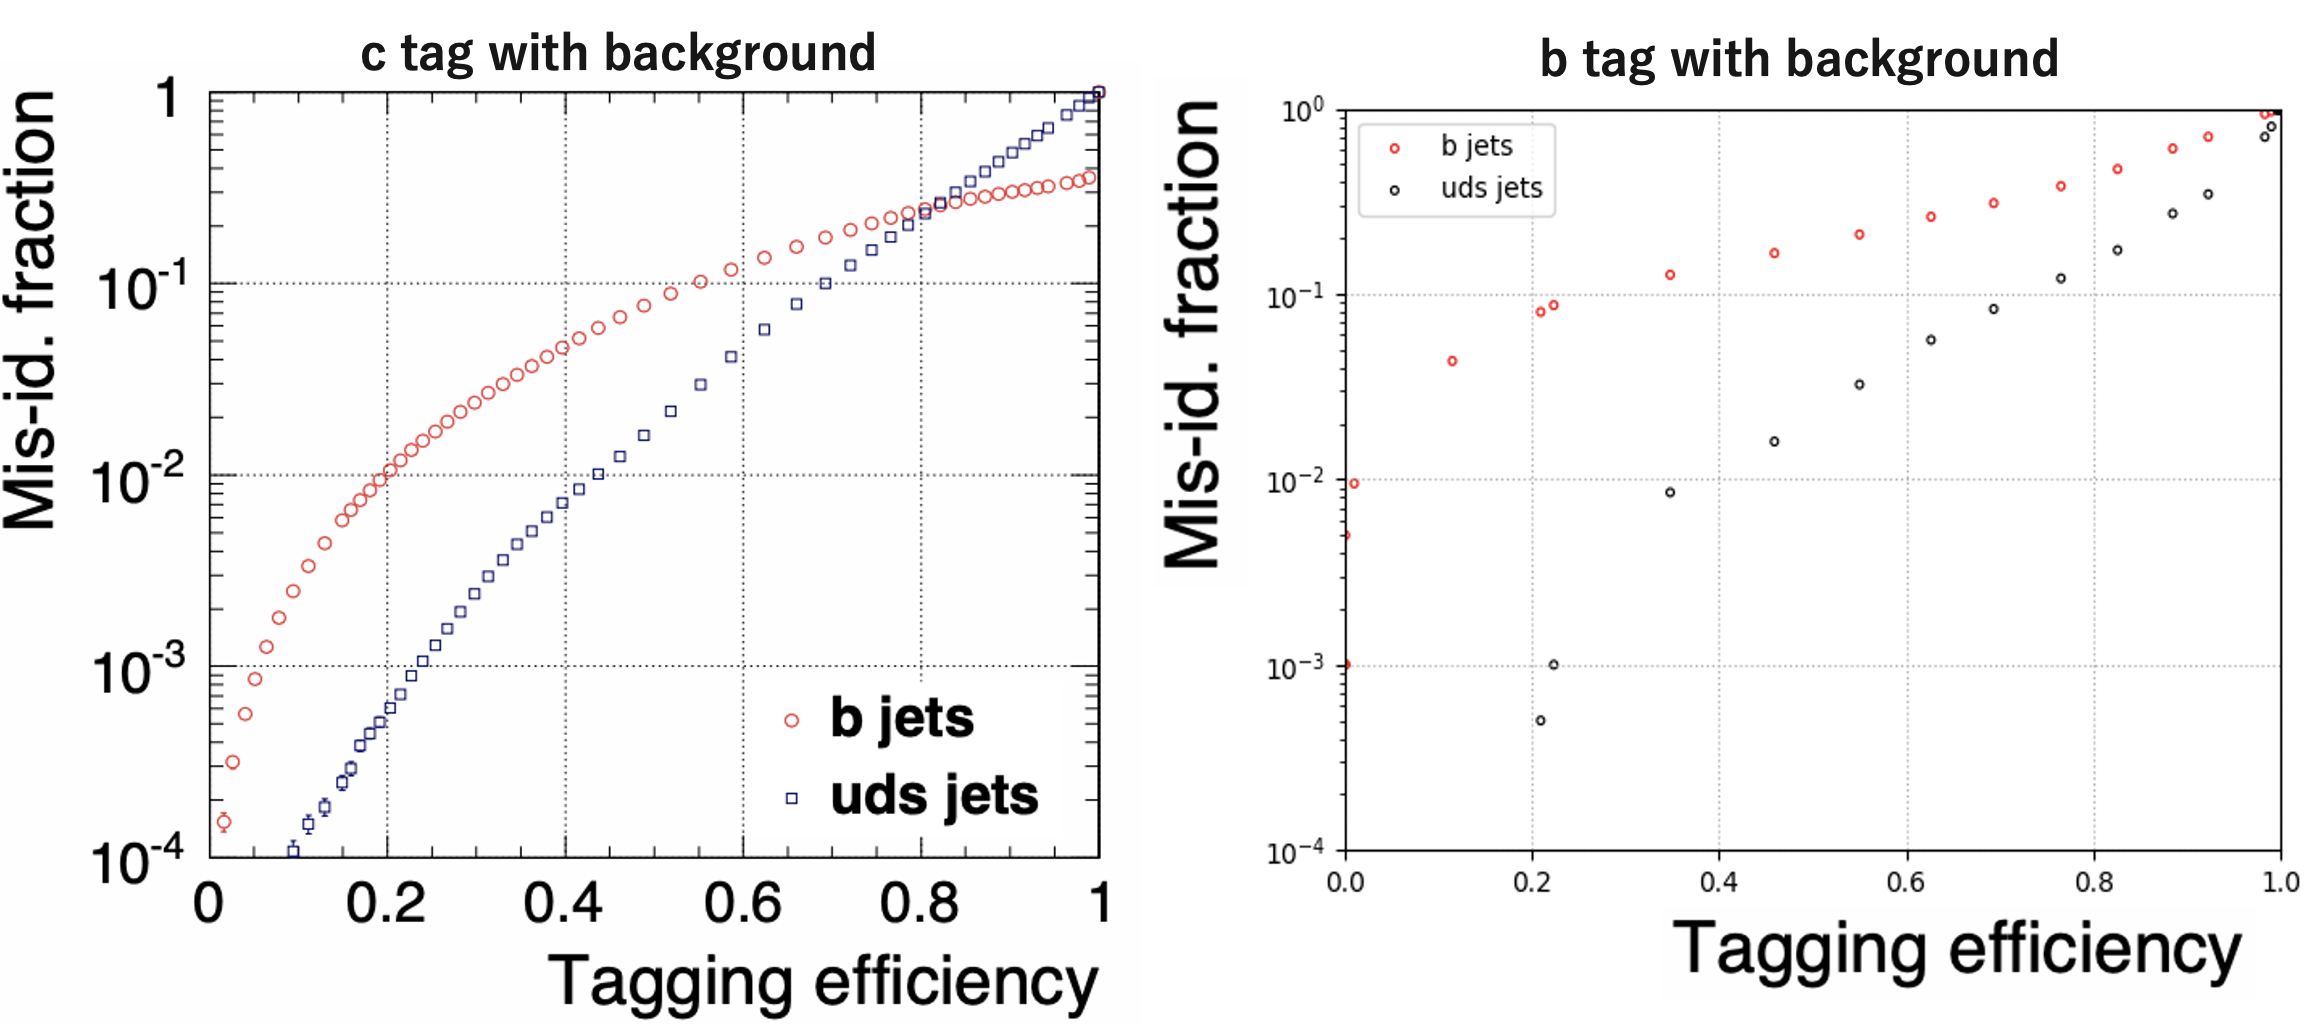 c tag with background
Mis-id. fraction
1
10-1
10-2
10-3
10-4
0 0.2 0.4 0.6 0.8 1
Tagging efficiency
b jets
uds jets
b tag with background
Mis-id. fraction
10⁰
10⁻¹
10⁻²
10⁻³
10⁻⁴
0.0 0.2 0.4 0.6 0.8 1.0
Tagging efficiency
b jets
uds jets